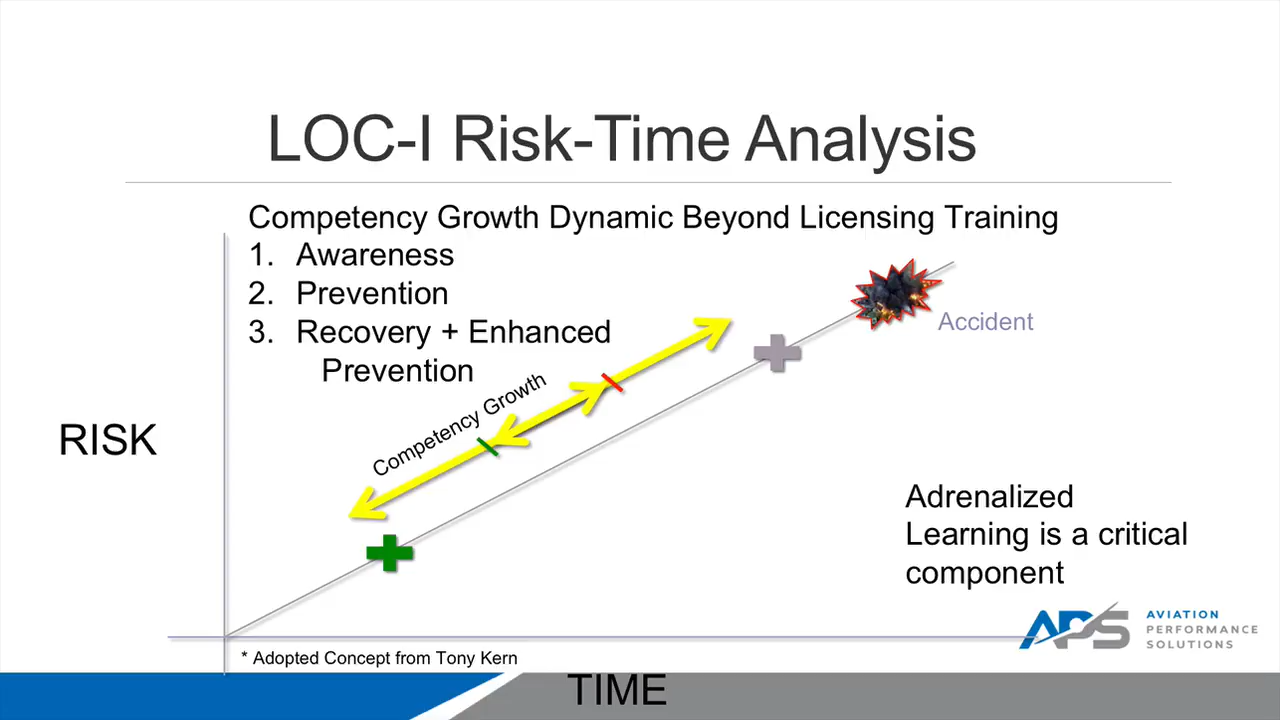 LOC-I Risk-Time Analysis
Competency Growth Dynamic Beyond Licensing Training
1. Awareness
2. Prevention
3. Recovery + Enhanced
Prevention
Competency Growth
Accident
RISK
Adrenalized
Learning is a critical
component
APS
AVIATION
PERFORMANCE
SOLUTIONS
* Adopted Concept from Tony Kern
TIME